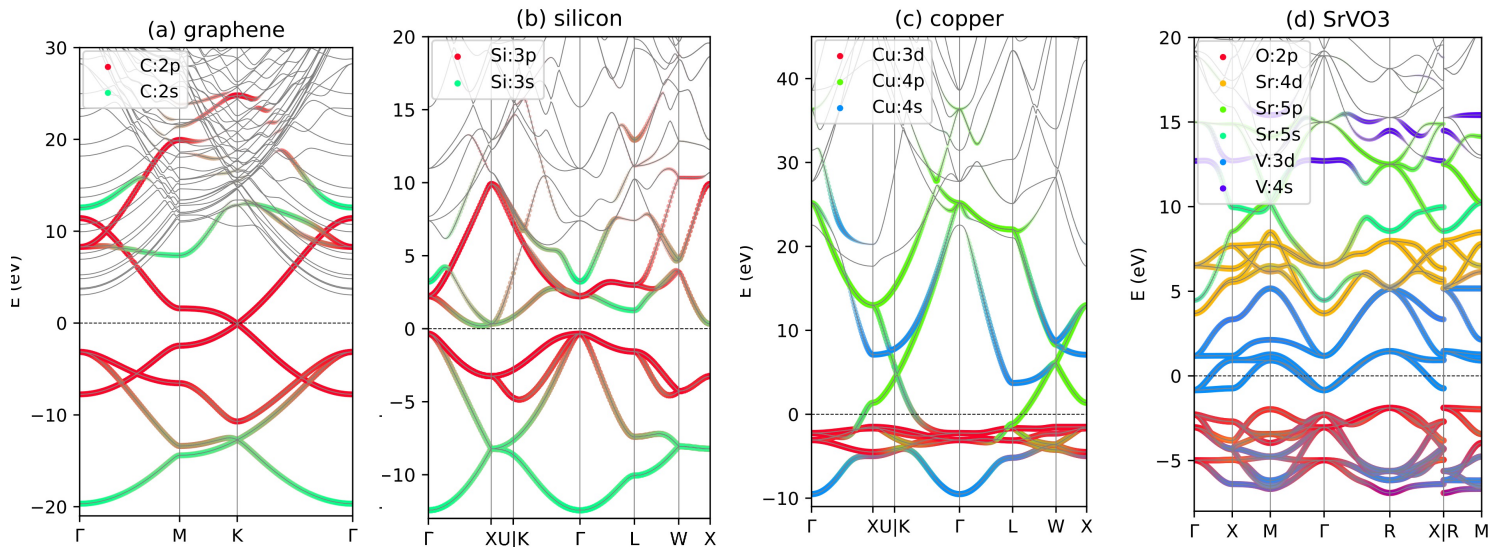 (a) graphene
C:2p
C:2s
30
20
10
0
−10
−20
E (eV)
Γ M K Γ
(b) silicon
Si:3p
Si:3s
20
15
10
5
0
−5
−10
Γ XU|K Γ L W X
(c) copper
Cu:3d
Cu:4p
Cu:4s
40
30
20
10
0
−10
E (eV)
Γ XU|K Γ L W X
(d) SrVO3
O:2p
Sr:4d
Sr:5p
Sr:5s
V:3d
V:4s
20
15
10
5
0
−5
E (eV)
Γ X M Γ R X|R M